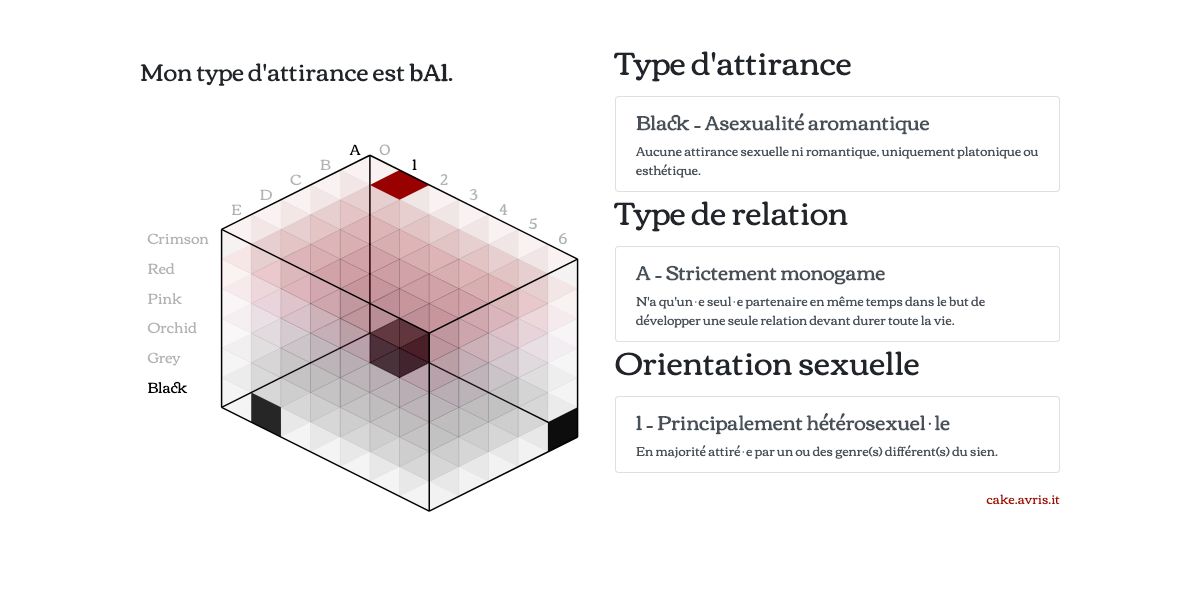 Mon type d'attirance est bA1.
A O
B 1
C 2
D 3
E 4
5
6
Crimson
Red
Pink
Orchid
Grey
Black
Type d'attirance
Black - Asexualité aromantique
Aucune attirance sexuelle ni romantique, uniquement platonique ou
esthétique.
Type de relation
A - Strictement monogame
N'a qu'un·e seul·e partenaire en même temps dans le but de
développer une seule relation devant durer toute la vie.
Orientation sexuelle
1 - Principalement hétérosexuel·le
En majorité attiré·e par un ou des genre(s) différent(s) du sien.
cake.avris.it